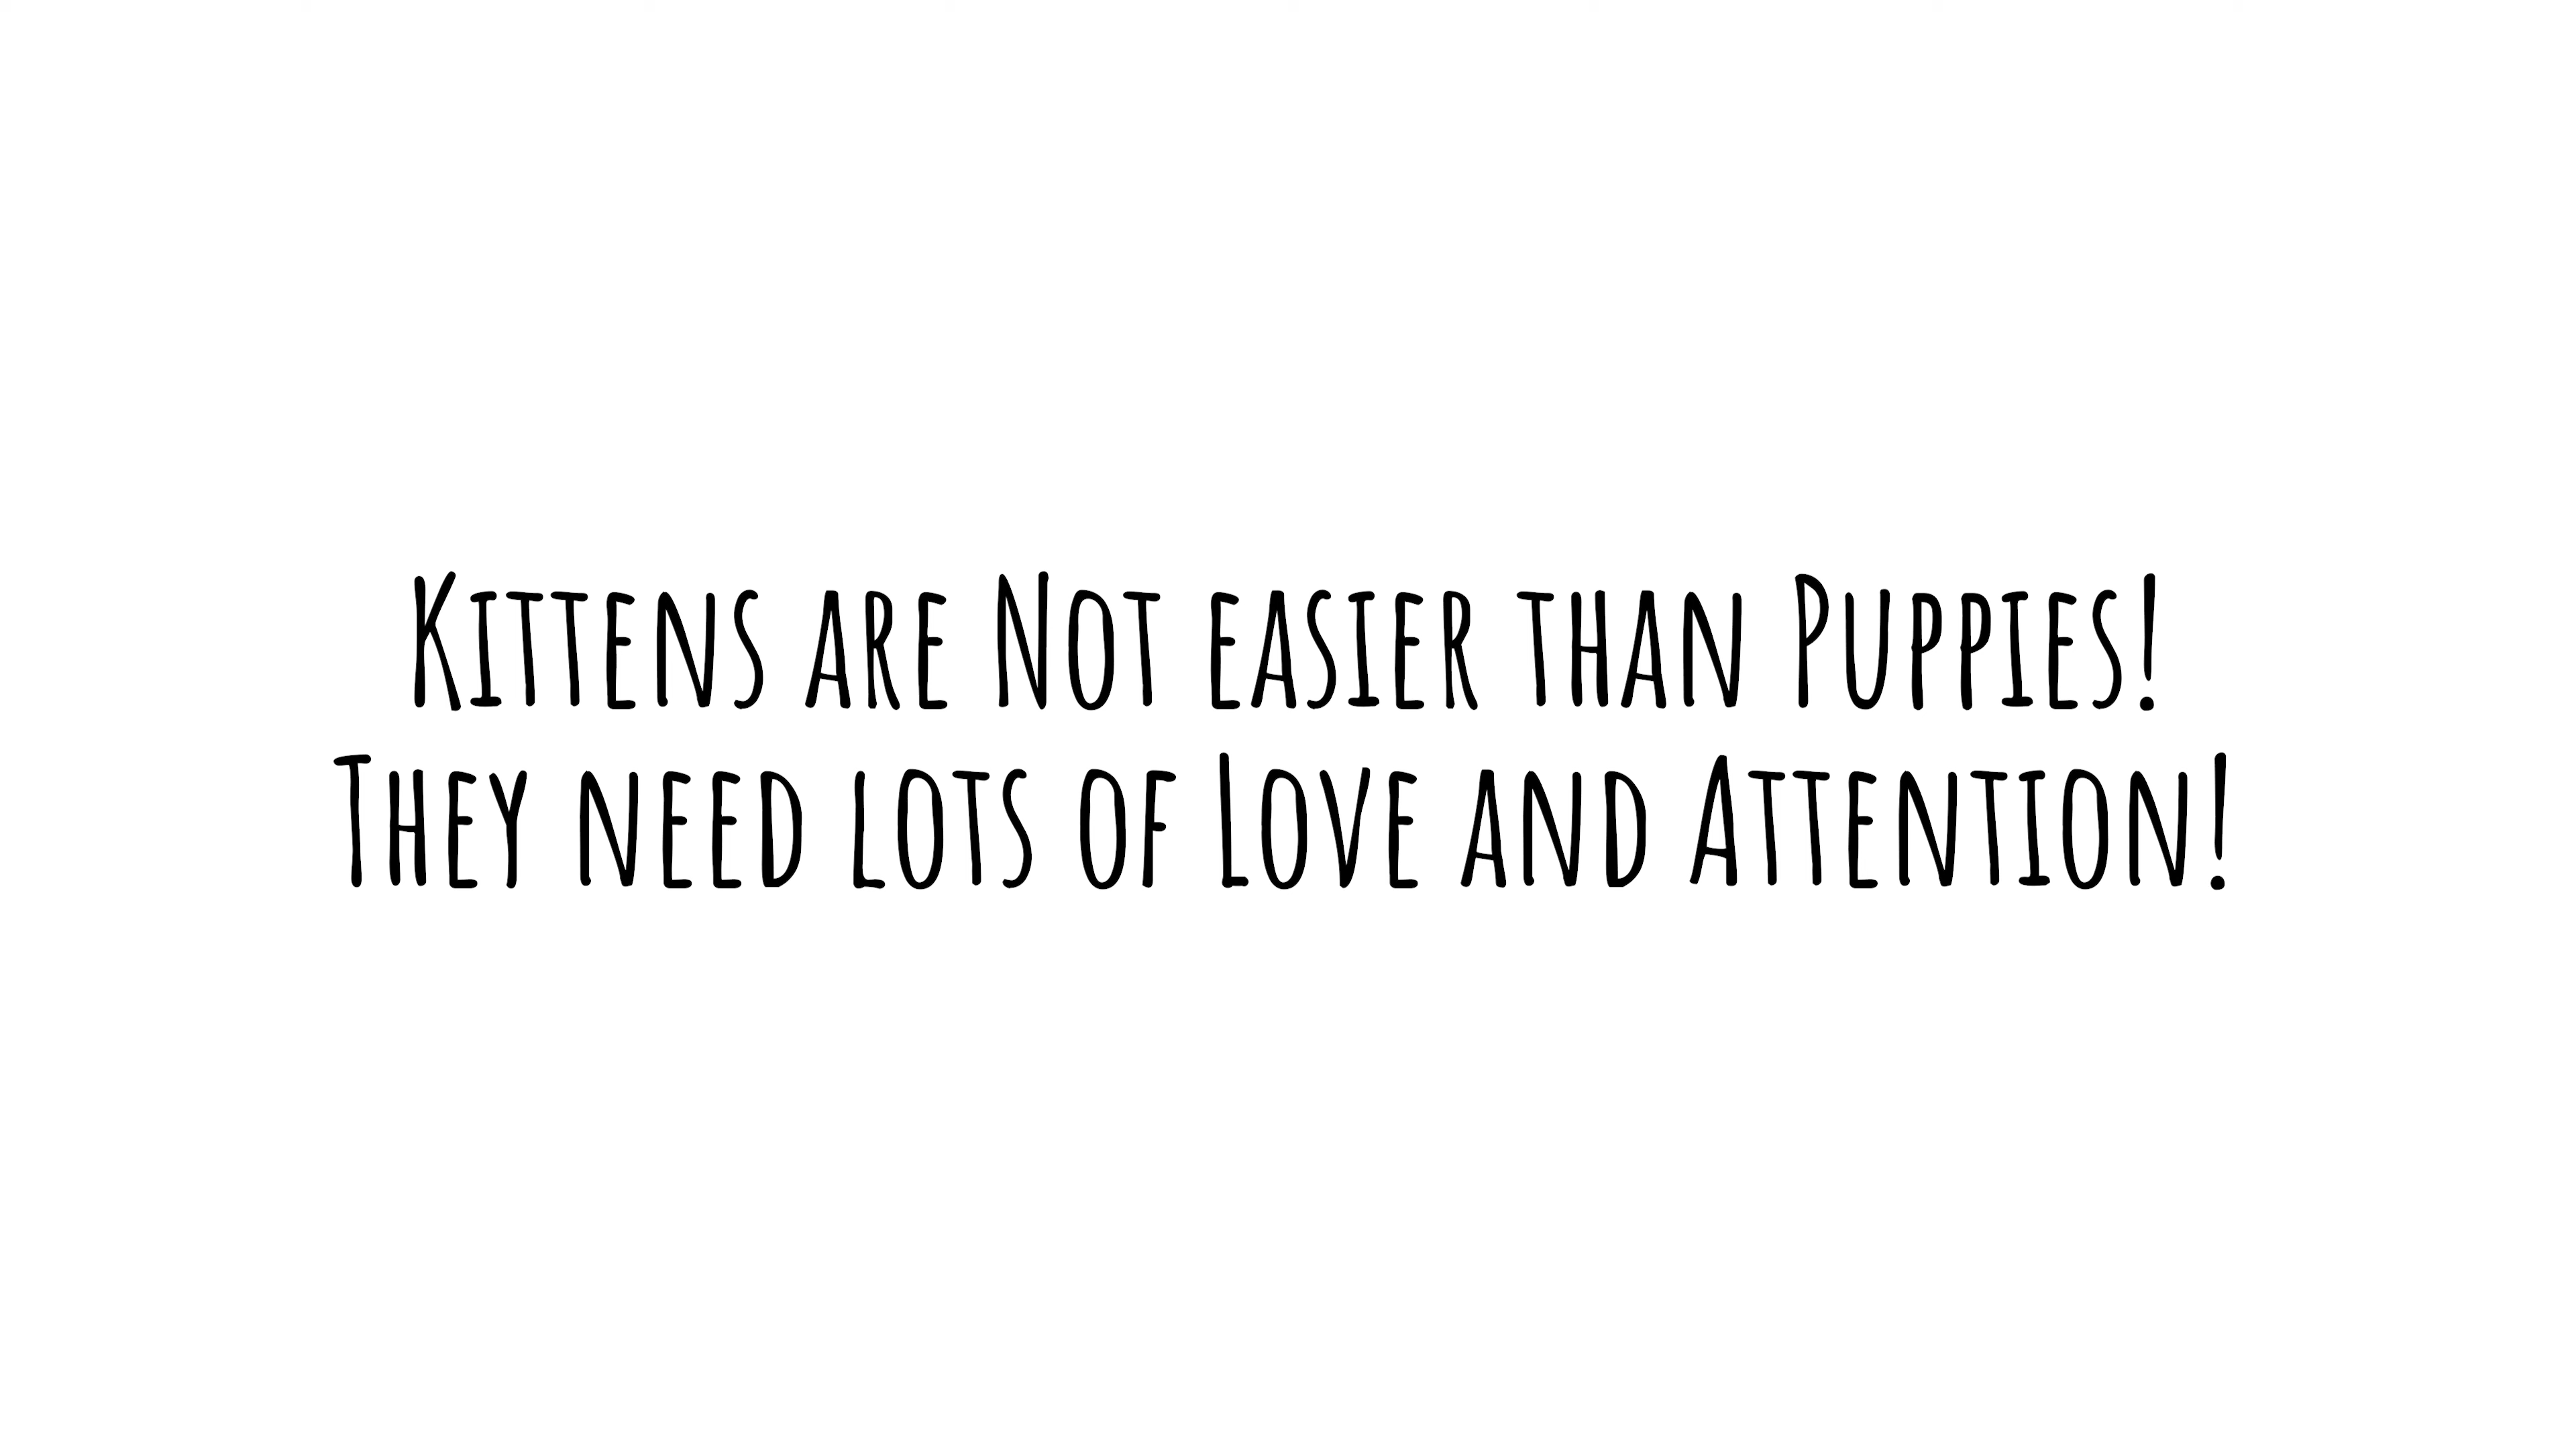 Kittens are Not easier than Puppies!
They need lots of Love and Attention!